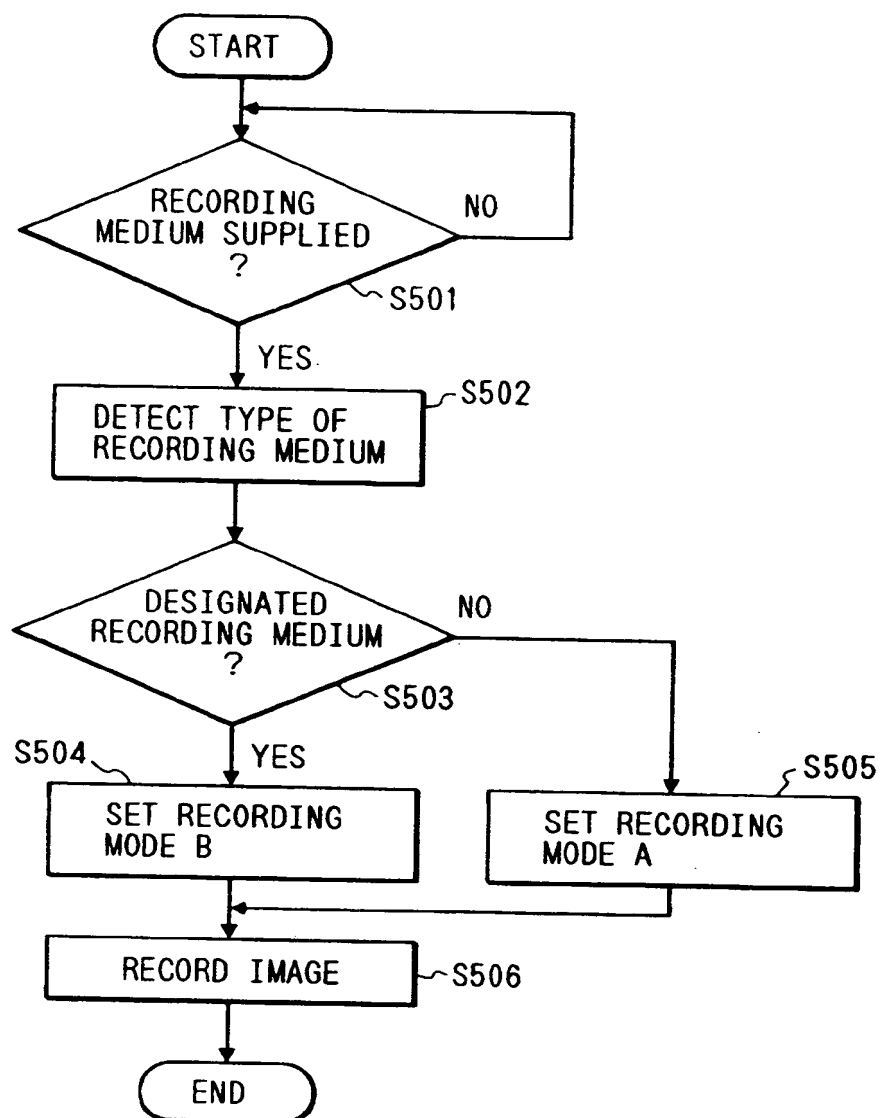 START
RECORDING
MEDIUM SUPPLIED
?
NO
S501
YES
S502
DETECT TYPE OF
RECORDING MEDIUM
DESIGNATED
RECORDING MEDIUM
?
NO
S503
S504
YES
S505
SET RECORDING
MODE B
SET RECORDING
MODE A
RECORD IMAGE
S506
END